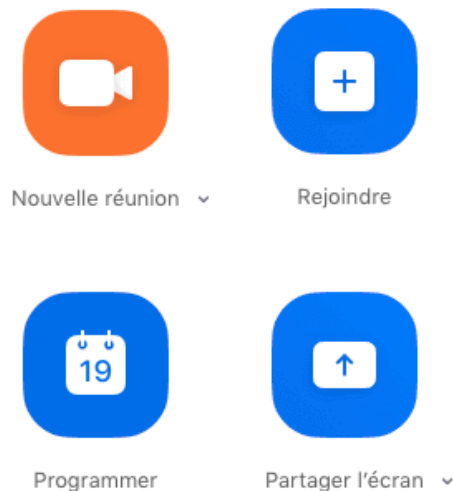 Nouvelle réunion
Rejoindre
19
Programmer
Partager l'écran